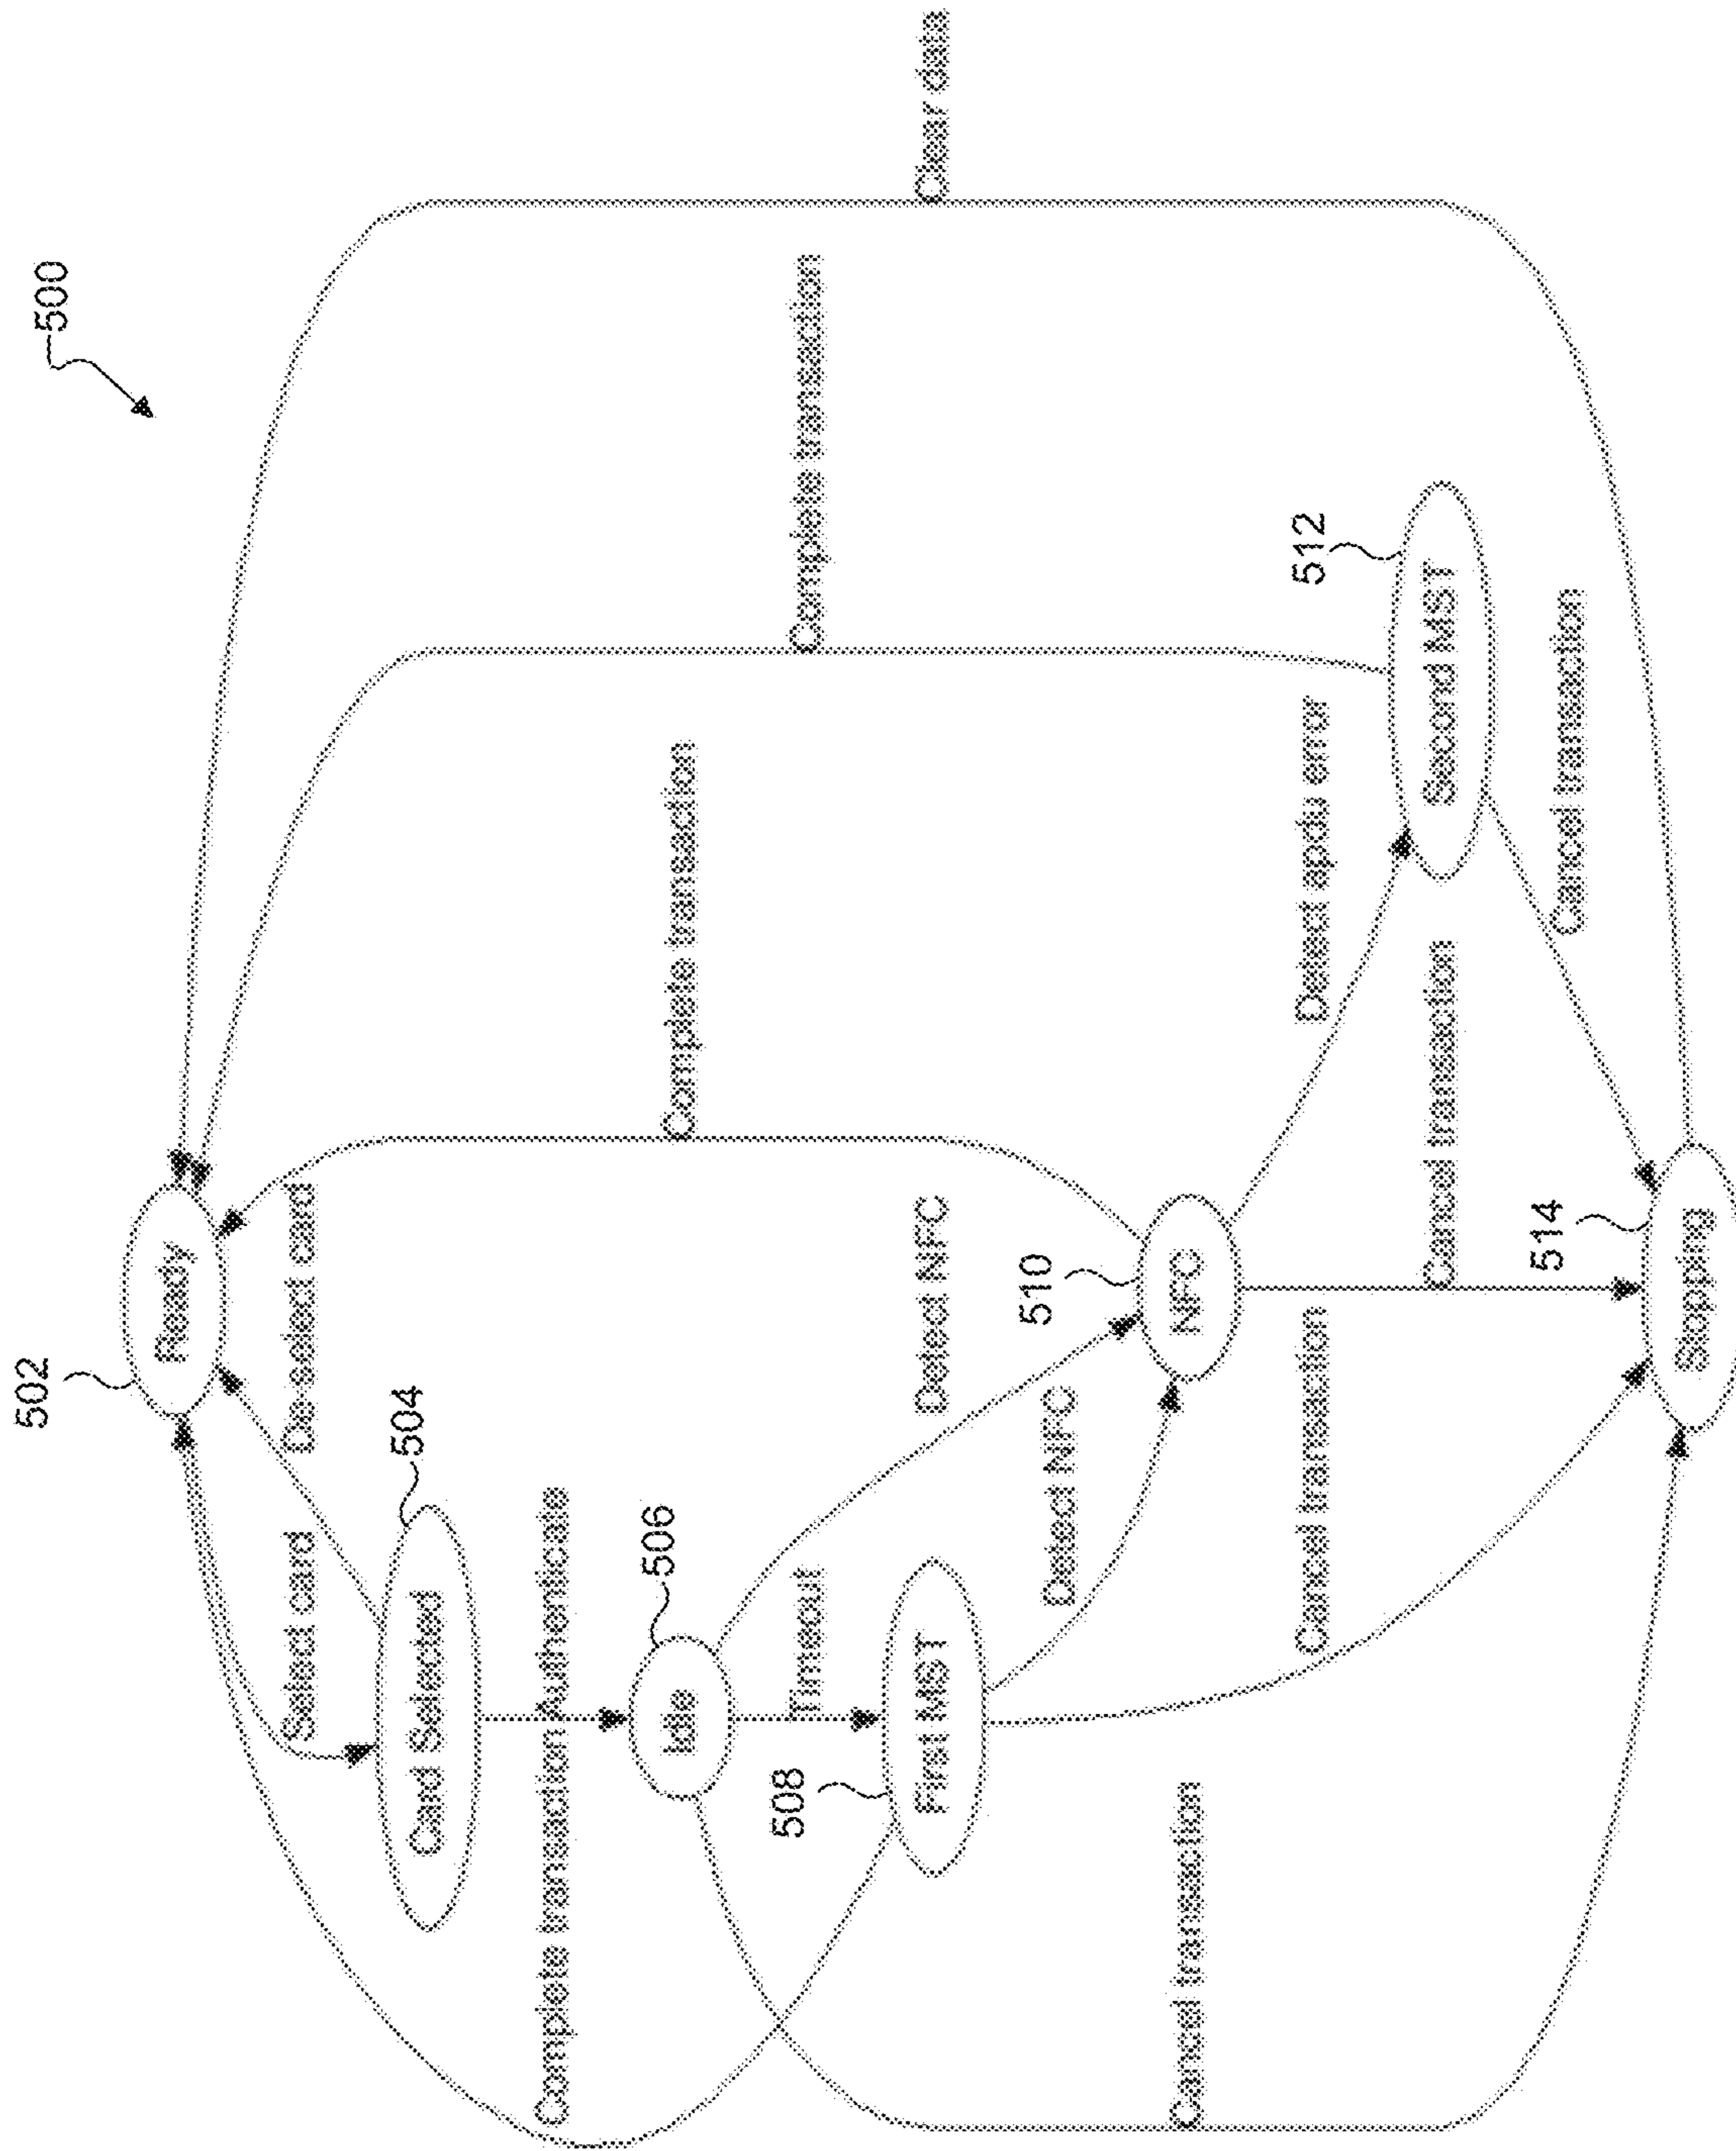 500
502
Ready
Select card
De-select card
504
Card Selected
Complete transaction
Authenticate
506
Idle
Complete transaction
Complete transaction
Clear data
508
Timeout
First MST
Detect NFC
Detect NFC
510
NFC
Cancel transaction
Cancel transaction
Detect apdu error
512
Second MST
Cancel transaction
Cancel transaction
514
Stopping